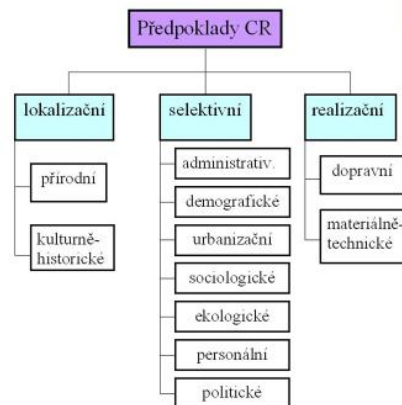 Předpoklady CR
lokalizační
selektivní
realizační
přírodní
kulturně-
historické
administrativ.
demografické
urbanizační
sociologické
ekologické
personální
politické
dopravní
materiálně-
technické